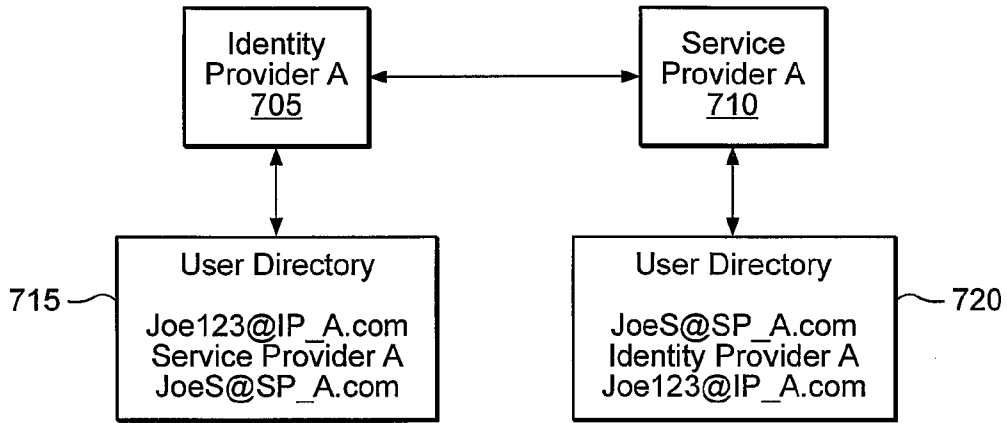 Identity
Provider A
705
Service
Provider A
710
715
User Directory
Joe123@IP_A.com
Service Provider A
JoeS@SP_A.com
User Directory
JoeS@SP_A.com
Identity Provider A
Joe123@IP_A.com
720